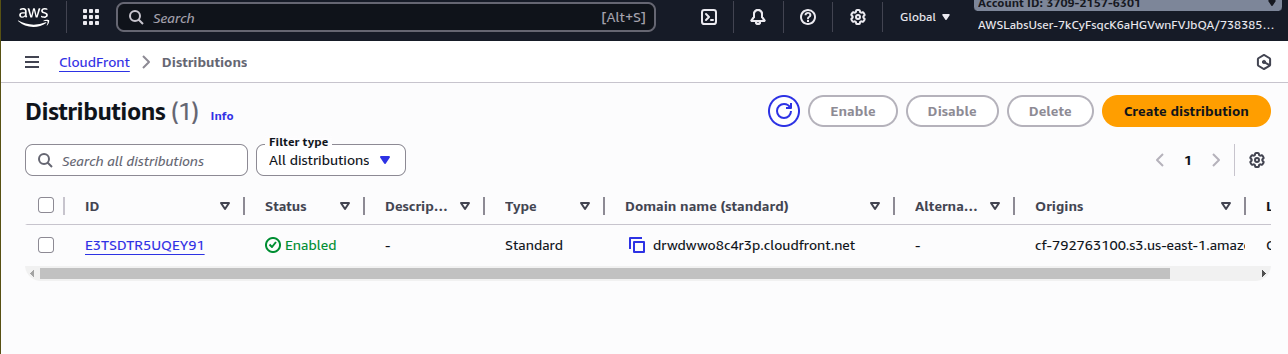 aws
Search [Alt+S]
Global
Account ID: 3709-2157-6301
AWSLabsUser-7kCyFsqcK6aHGVwnFVJbQA/738385...
CloudFront
Distributions
Distributions (1) Info
Enable
Disable
Delete
Create distribution
Search all distributions
Filter type
All distributions
1
ID Status Descrip... Type Domain name (standard) Alterna... Origins L
E3TSDTR5UQEY91 Enabled - Standard drwdwwo8c4r3p.cloudfront.net - cf-792763100.s3.us-east-1.amaz